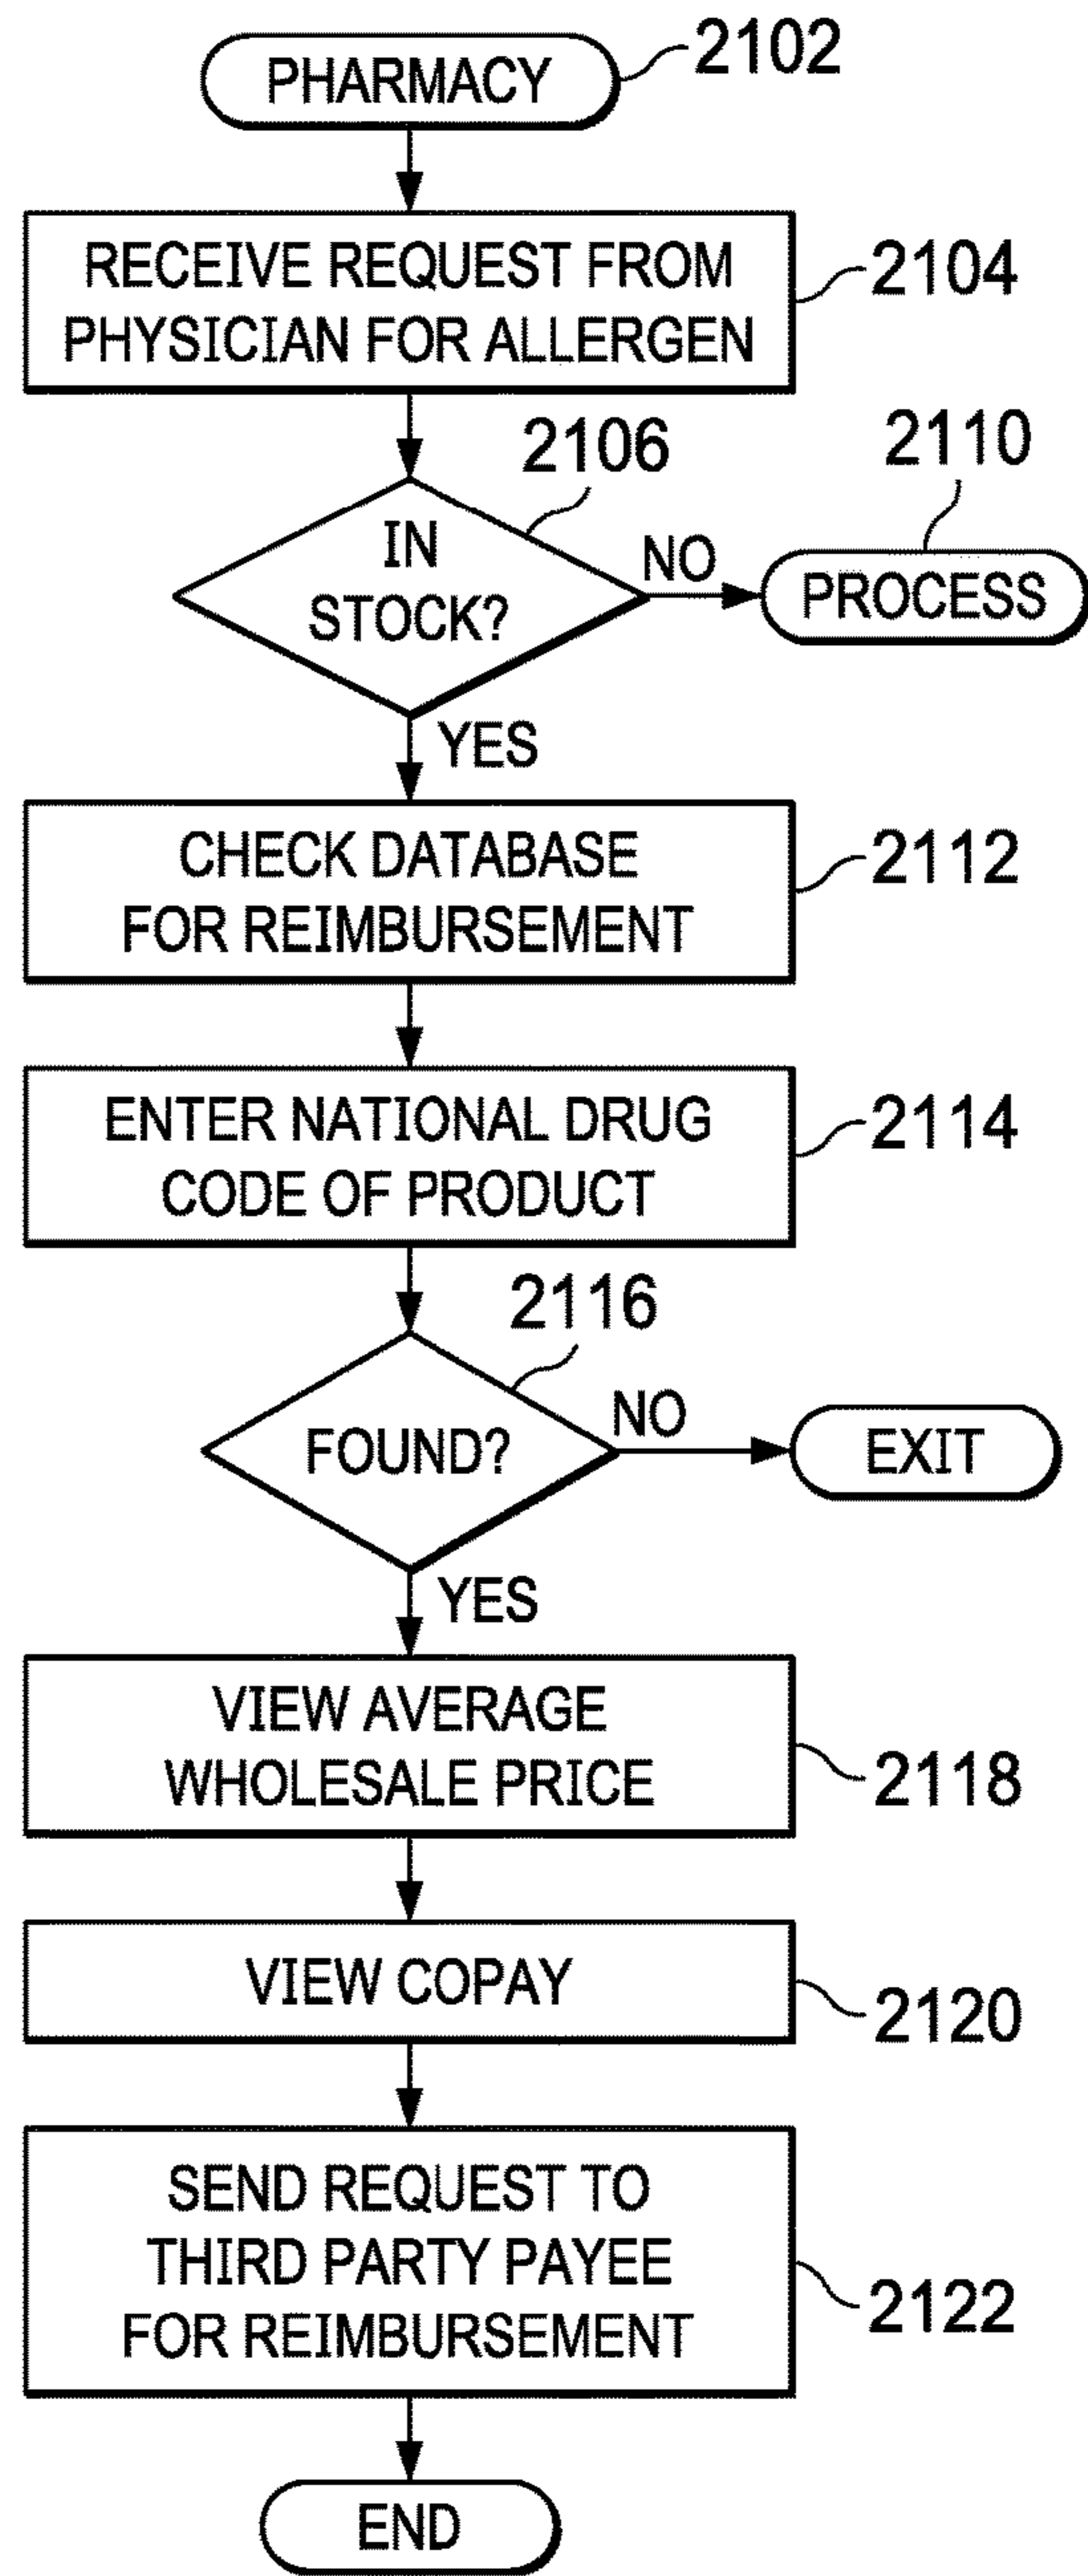 PHARMACY
2102
RECEIVE REQUEST FROM
PHYSICIAN FOR ALLERGEN
2104
2106
2110
IN
STOCK?
NO
PROCESS
YES
CHECK DATABASE
FOR REIMBURSEMENT
2112
ENTER NATIONAL DRUG
CODE OF PRODUCT
2114
2116
FOUND?
NO
EXIT
YES
VIEW AVERAGE
WHOLESALE PRICE
2118
VIEW COPAY
2120
SEND REQUEST TO
THIRD PARTY PAYEE
FOR REIMBURSEMENT
2122
END